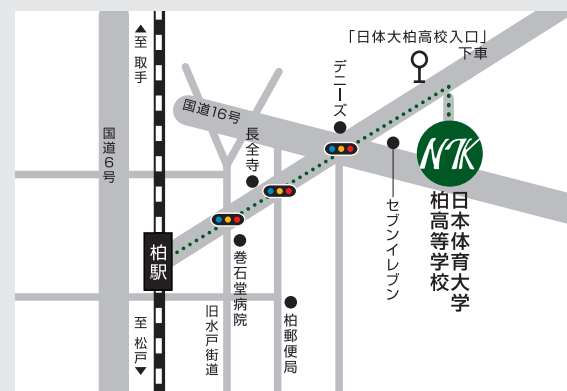 「日体大柏高校入口」
下車
▲至 取手
デニーズ
国道16号
国道6号
長全寺
NTK
セブンイレブン
日本体育大学
柏高等学校
柏駅
巻石堂病院
旧水戸街道
柏郵便局
至 松戸▼